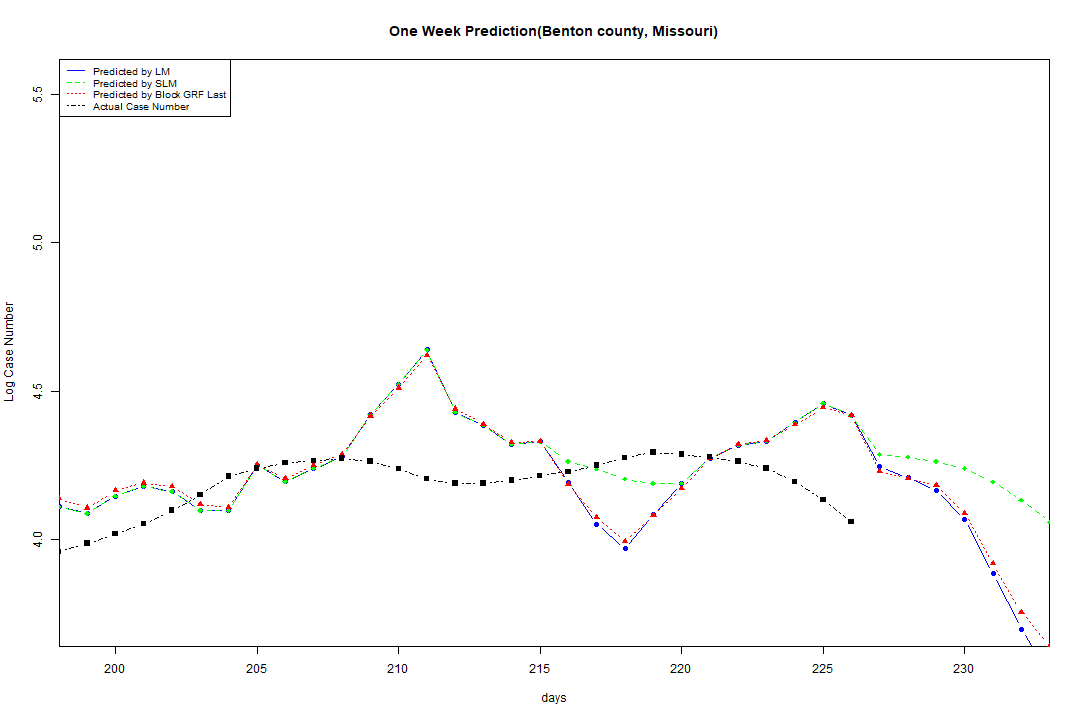 One Week Prediction(Benton county, Missouri)
Predicted by LM
Predicted by SLM
Predicted by Block GRF Last
Actual Case Number
5.5
5.0
4.5
4.0
Log Case Number
200 205 210 215 220 225 230
days